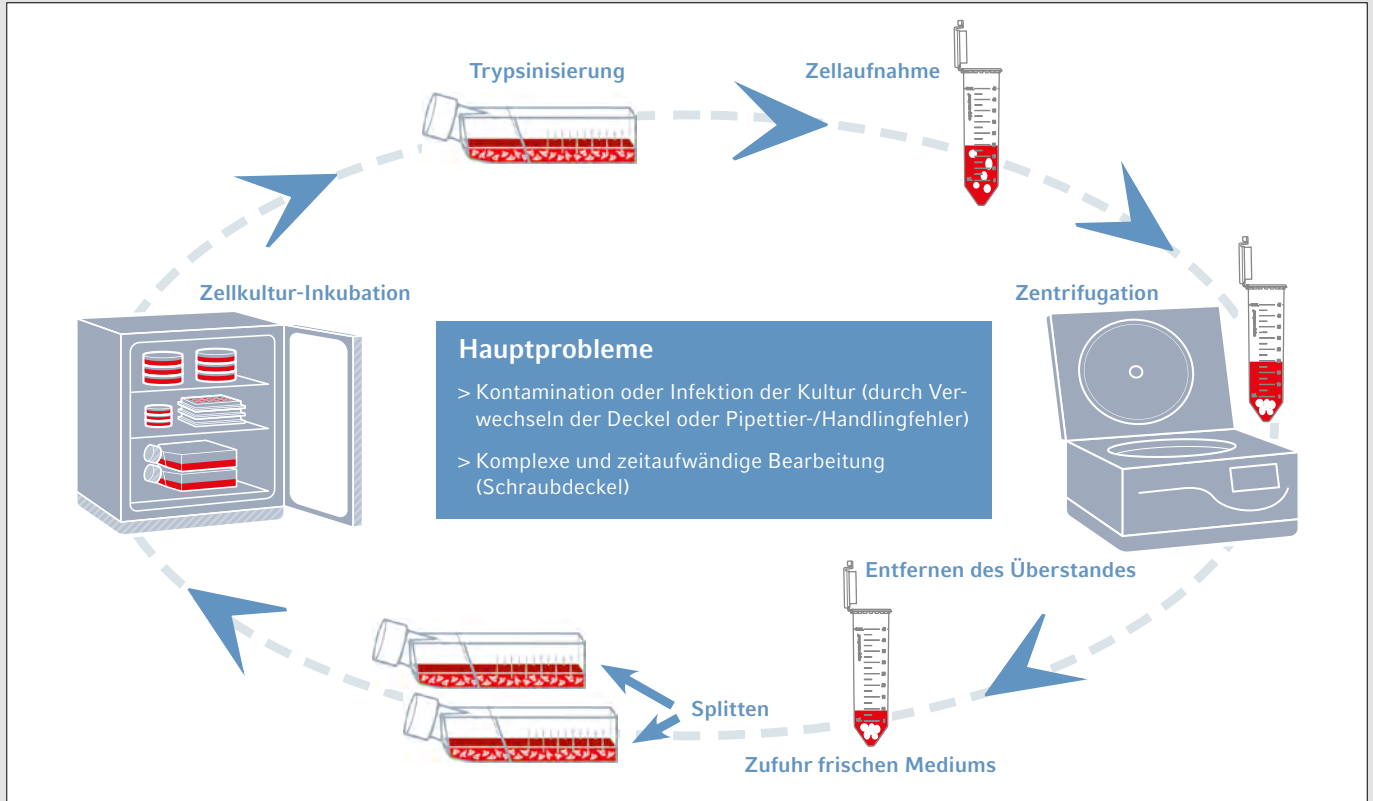 Trypsinisierung
Zellaufnahme
Zellkultur-Inkubation
Zentrifugation
Hauptprobleme
> Kontamination oder Infektion der Kultur (durch Ver-
wechseln der Deckel oder Pipettier-/Handlingfehler)
> Komplexe und zeitaufwändige Bearbeitung
(Schraubdeckel)
Entfernen des Überstandes
Splitten
Zufuhr frischen Mediums